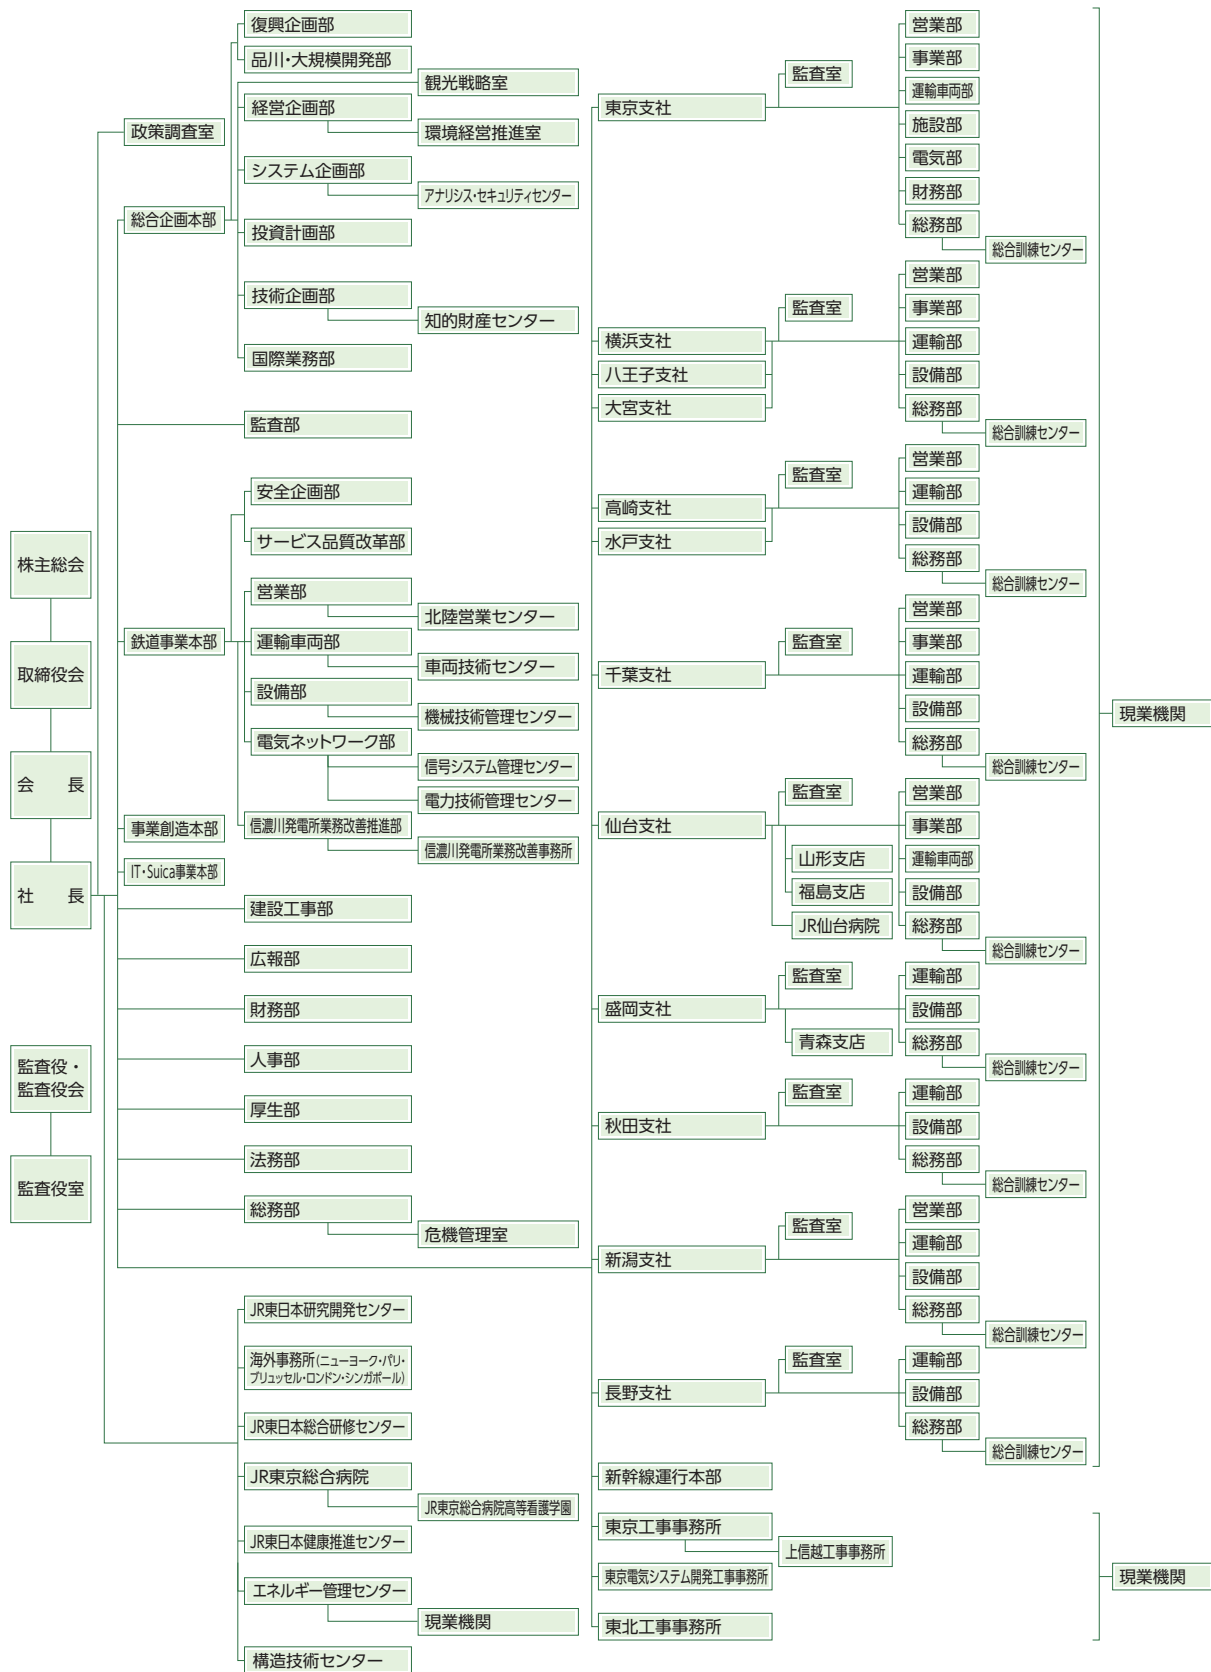 株主総会
取締役会
会　長
社　長
監査役・
監査役会
監査役室
政策調査室
総合企画本部
復興企画部
品川・大規模開発部
観光戦略室
経営企画部
環境経営推進室
システム企画部
アナリシス・セキュリティセンター
投資計画部
技術企画部
知的財産センター
国際業務部
監査部
鉄道事業本部
安全企画部
サービス品質改革部
営業部
北陸営業センター
運輸車両部
車両技術センター
設備部
機械技術管理センター
電気ネットワーク部
信号システム管理センター
電力技術管理センター
信濃川発電所業務改善推進部
信濃川発電所業務改善事務所
事業創造本部
IT・Suica事業本部
建設工事部
広報部
財務部
人事部
厚生部
法務部
総務部
危機管理室
JR東日本研究開発センター
海外事務所(ニューヨーク・パリ・
ブリュッセル・ロンドン・シンガポール)
JR東日本総合研修センター
JR東京総合病院
JR東京総合病院高等看護学園
JR東日本健康推進センター
エネルギー管理センター
現業機関
構造技術センター
東京支社
監査室
営業部
事業部
運輸車両部
施設部
電気部
財務部
総務部
総合訓練センター
横浜支社
八王子支社
大宮支社
監査室
営業部
事業部
運輸部
設備部
総務部
総合訓練センター
高崎支社
水戸支社
監査室
営業部
運輸部
設備部
総務部
総合訓練センター
千葉支社
監査室
営業部
事業部
運輸部
設備部
総務部
総合訓練センター
仙台支社
監査室
山形支店
福島支店
JR仙台病院
営業部
事業部
運輸車両部
設備部
総務部
総合訓練センター
盛岡支社
監査室
青森支店
運輸部
設備部
総務部
総合訓練センター
秋田支社
監査室
運輸部
設備部
総務部
総合訓練センター
新潟支社
監査室
営業部
運輸部
設備部
総務部
総合訓練センター
長野支社
監査室
運輸部
設備部
総務部
総合訓練センター
新幹線運行本部
現業機関
東京工事事務所
上信越工事事務所
東京電気システム開発工事事務所
東北工事事務所
現業機関